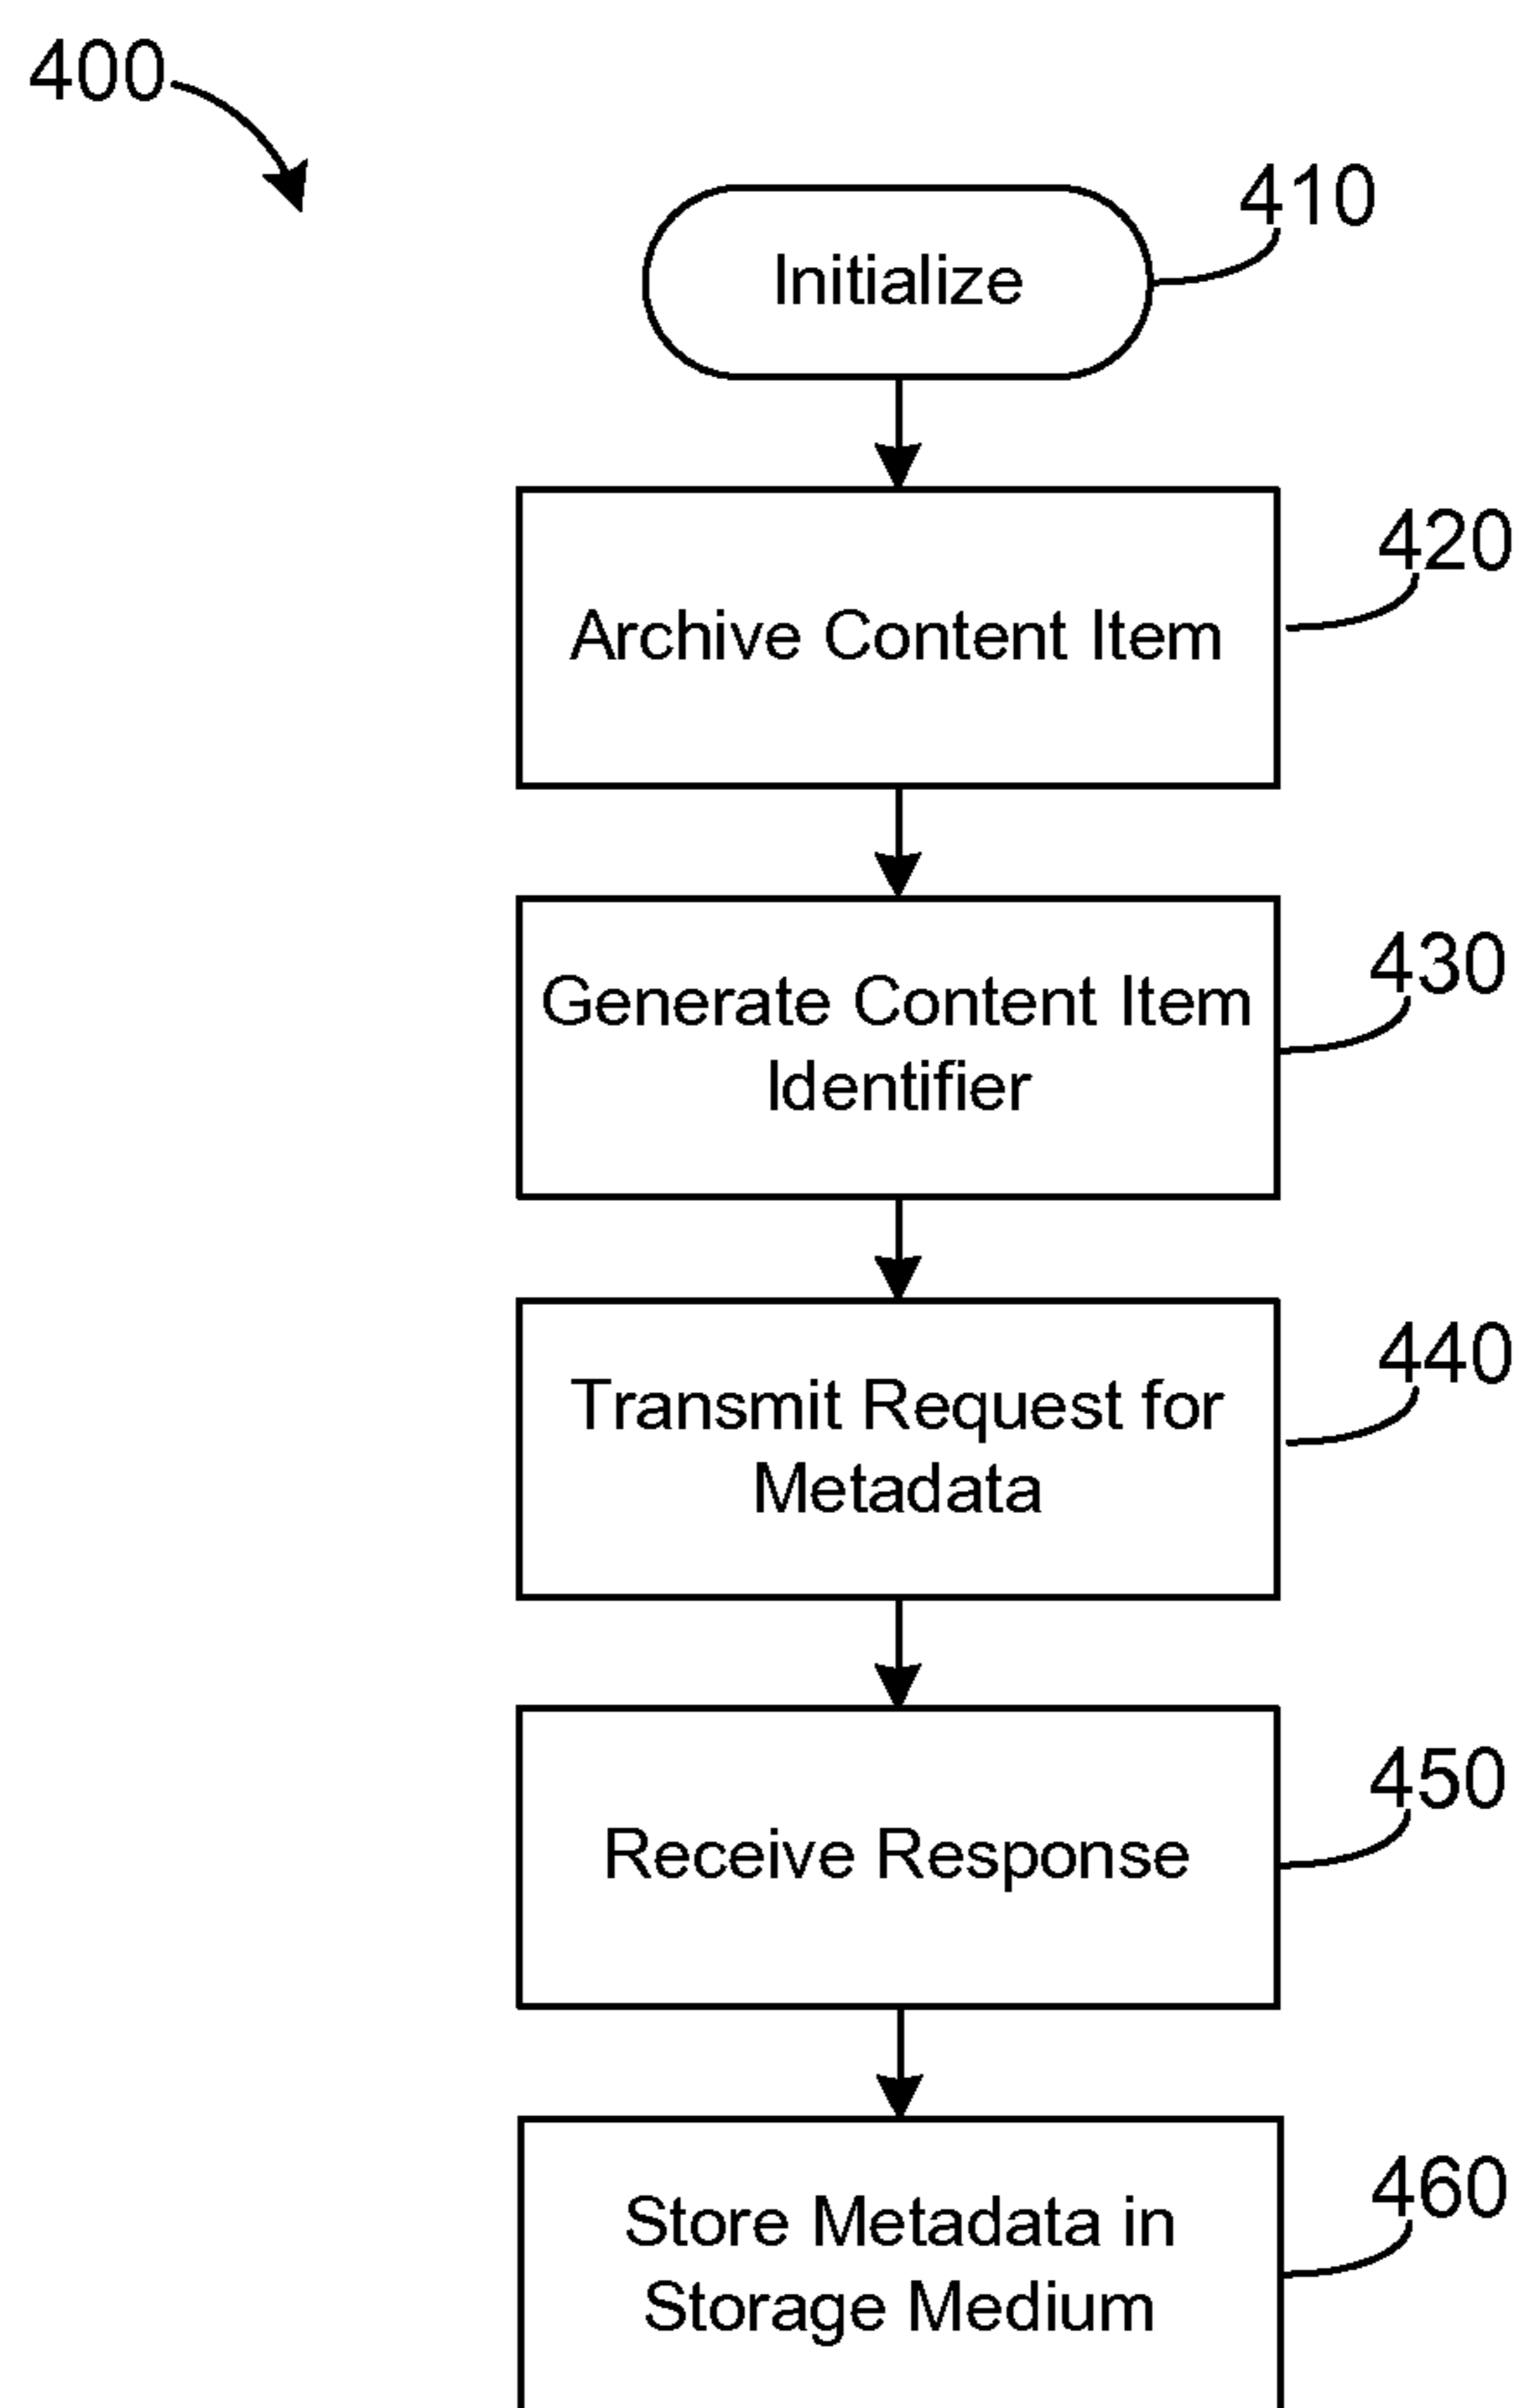 400
410
Initialize
420
Archive Content Item
430
Generate Content Item
Identifier
440
Transmit Request for
Metadata
450
Receive Response
460
Store Metadata in
Storage Medium